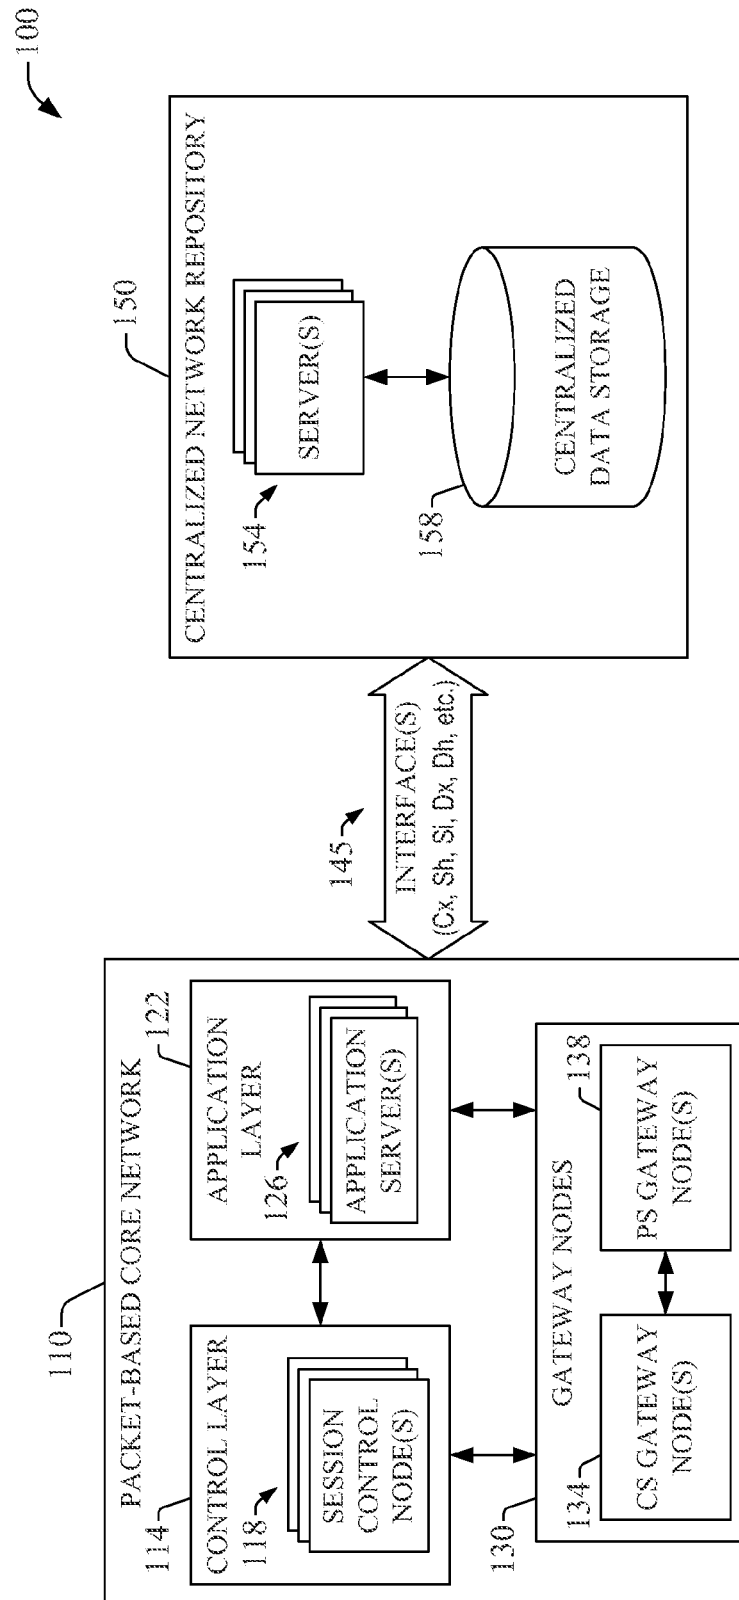 100
110
PACKET-BASED CORE NETWORK
114
CONTROL LAYER
118
SESSION
CONTROL
NODE(S)
122
APPLICATION
LAYER
126
APPLICATION
SERVER(S)
130
GATEWAY NODES
134
CS GATEWAY
NODE(S)
138
PS GATEWAY
NODE(S)
145
INTERFACE(S)
(Cx, Sh, Si, Dx, Dh, etc.)
150
CENTRALIZED NETWORK REPOSITORY
154
SERVER(S)
158
CENTRALIZED
DATA STORAGE